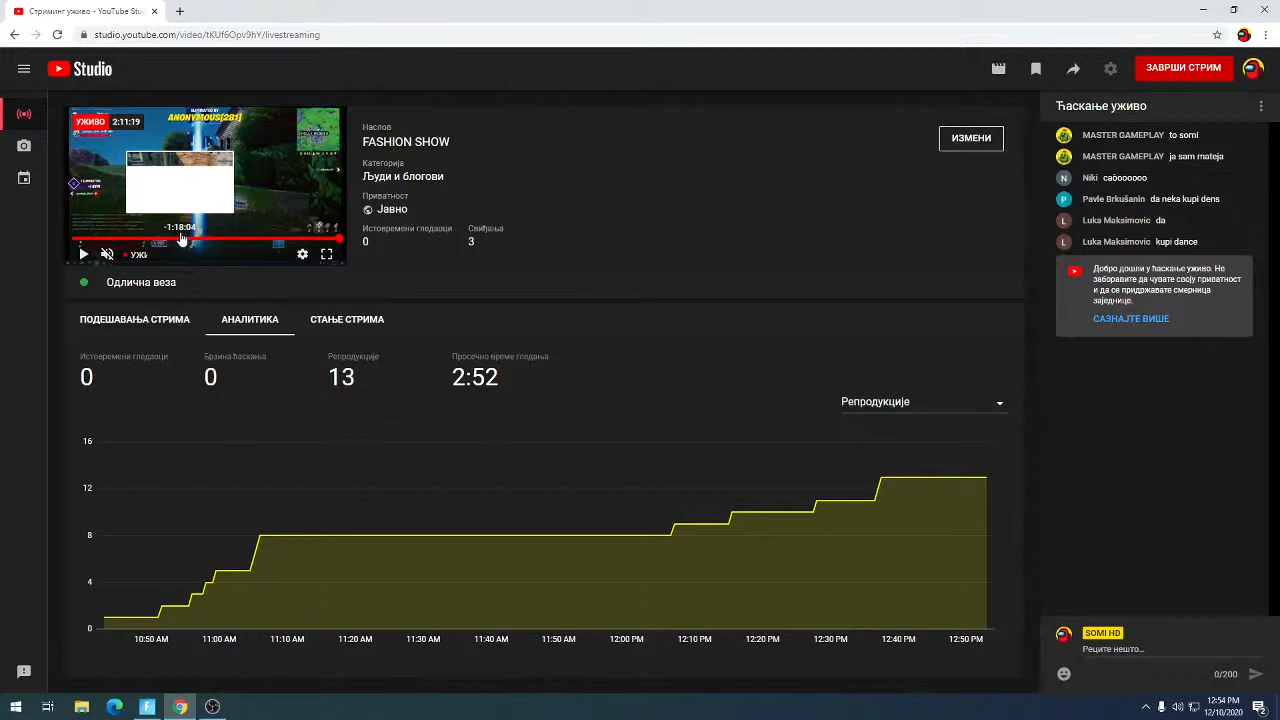 Стриминг уживо - YouTube Stu
studio.youtube.com/video/tKUf6Opv9hY/livestreaming
Studio
ЗАВРШИ СТРИМ
УЖИВО 2:11:19
ELIMINATED BY
ANONYMOUS[281]
-1:18:04
Наслов
FASHION SHOW
Категорија
Људи и блогови
Приватност
Јавно
Истовремени гледаоци
Свиђања
0
3
ИЗМЕНИ
Одлична веза
ПОДЕШАВАЊА СТРИМА
АНАЛИТИКА
СТАЊЕ СТРИМА
Истовремени гледаоци
Брзина ћаскања
Репродукције
Просечно време гледања
0
0
13
2:52
Репродукције
16
12
8
4
0
10:50 AM
11:00 AM
11:10 AM
11:20 AM
11:30 AM
11:40 AM
11:50 AM
12:00 PM
12:10 PM
12:20 PM
12:30 PM
12:40 PM
12:50 PM
Ћаскање уживо
MASTER GAMEPLAY to somi
MASTER GAMEPLAY ja sam mateja
Niki саbооооооо
Pavle Brkušanin da neka kupi dens
Luka Maksimovic da
Luka Maksimovic kupi dance
Добро дошли у ћаскање уживо. Не
заборавите да чувате своју приватност
и да се придржавате смерница
заједнице.
САЗНАЈТЕ ВИШЕ
SOMI HD
Реците нешто...
0/200
12:54 PM
12/10/2020